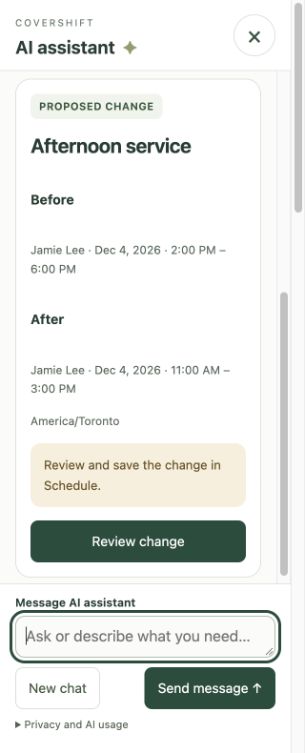 COVERSHIFT
AI assistant
PROPOSED CHANGE
Afternoon service
Before
Jamie Lee · Dec 4, 2026 · 2:00 PM –
6:00 PM
After
Jamie Lee · Dec 4, 2026 · 11:00 AM –
3:00 PM
America/Toronto
Review and save the change in
Schedule.
Review change
Message AI assistant
Ask or describe what you need...
New chat
Send message ↑
Privacy and AI usage